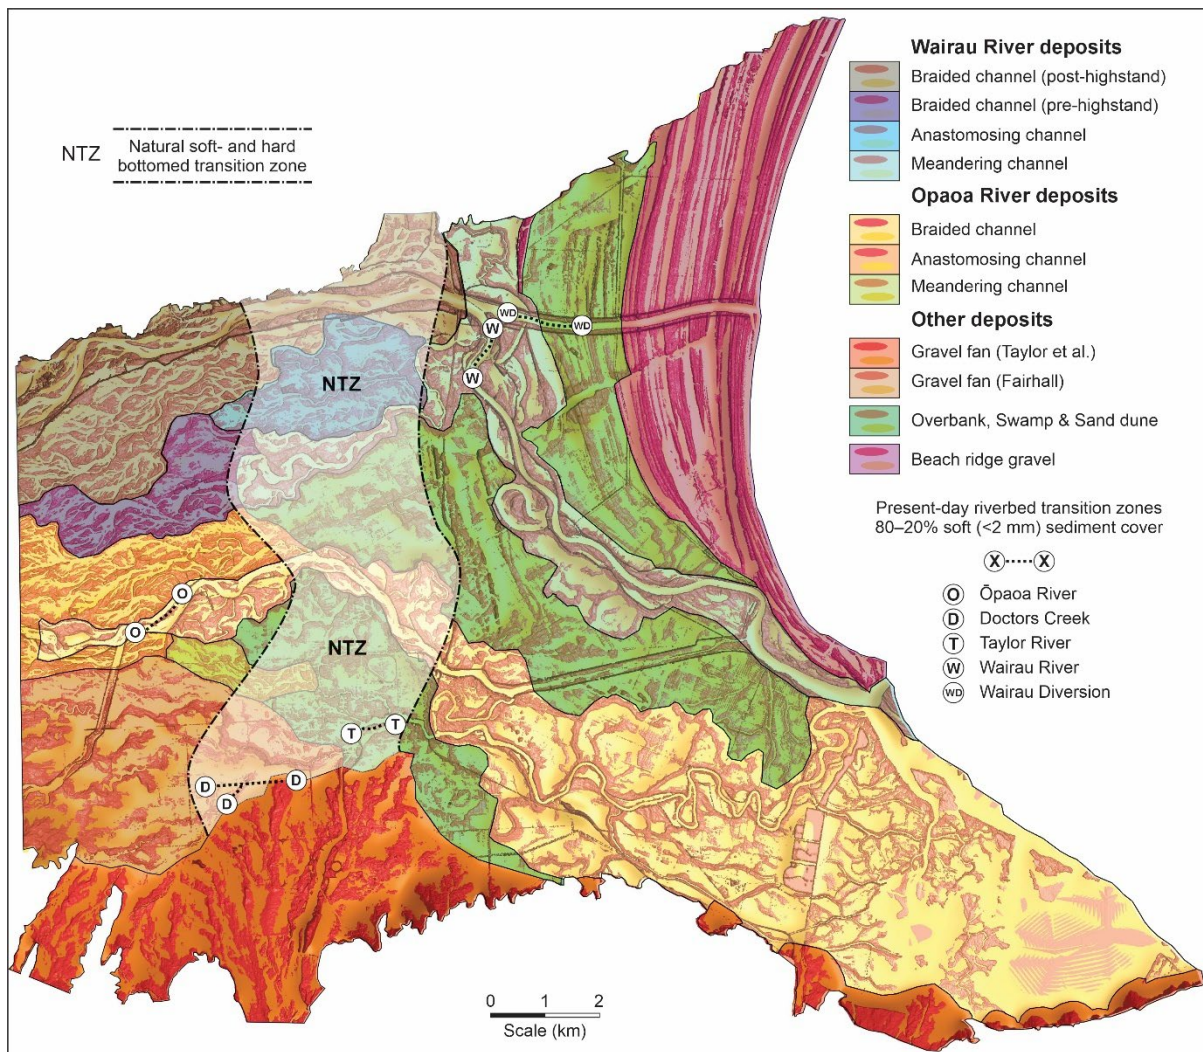 Wairau River deposits
Braided channel (post-highstand)
Braided channel (pre-highstand)
Anastomosing channel
Meandering channel
Opaoa River deposits
Braided channel
Anastomosing channel
Meandering channel
Other deposits
Gravel fan (Taylor et al.)
Gravel fan (Fairhall)
Overbank, Swamp & Sand dune
Beach ridge gravel
Present-day riverbed transition zones
80–20% soft (<2 mm) sediment cover
X X
O Ōpaoa River
D Doctors Creek
T Taylor River
W Wairau River
WD Wairau Diversion
NTZ
Natural soft- and hard
bottomed transition zone
WD
WD
W
W
NTZ
O
O
NTZ
T
T
D
D
D
0 1 2
Scale (km)